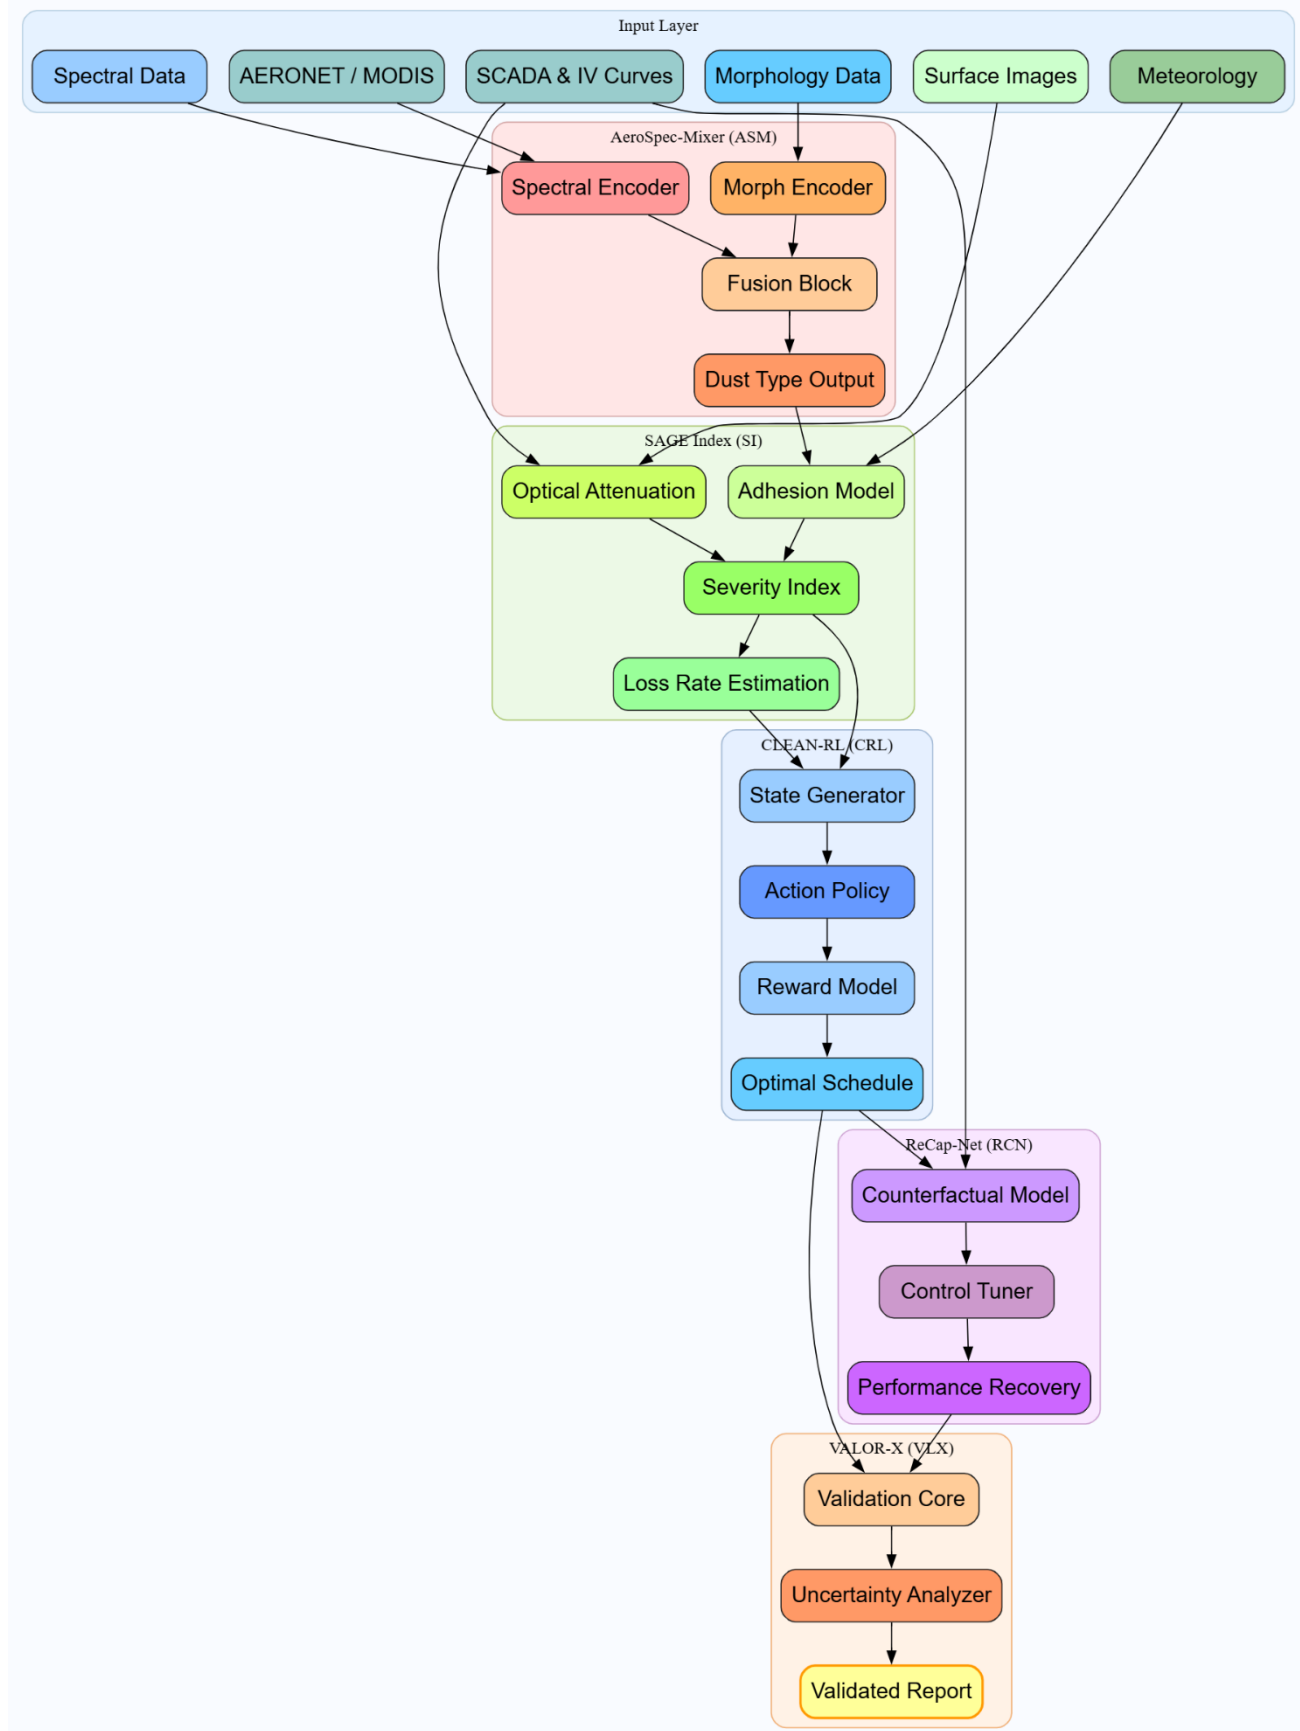 Input Layer
Spectral Data
AERONET / MODIS
SCADA & IV Curves
Morphology Data
Surface Images
Meteorology
AeroSpec-Mixer (ASM)
Spectral Encoder
Morph Encoder
Fusion Block
Dust Type Output
SAGE Index (SI)
Optical Attenuation
Adhesion Model
Severity Index
Loss Rate Estimation
CLEAN-RL (CRL)
State Generator
Action Policy
Reward Model
Optimal Schedule
ReCap-Net (RCN)
Counterfactual Model
Control Tuner
Performance Recovery
VALOR-X (VLX)
Validation Core
Uncertainty Analyzer
Validated Report